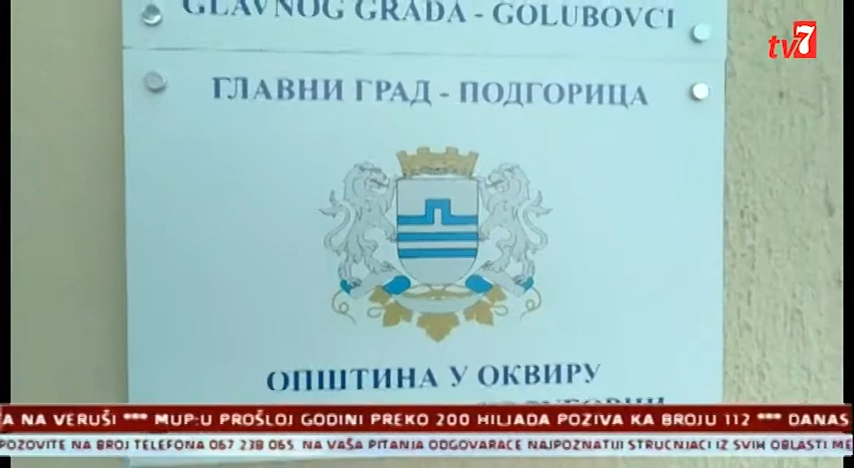 GLAVNOG GRADA - GOLUBOVCI
tv7
ГЛАВНИ ГРАД - ПОДГОРИЦА
ОПШТИНА У ОКВИРУ
A NA VERUŠI *** MUP:U PROŠLOJ GODINI PREKO 200 HILJADA POZIVA KA BROJU 112 *** DANAS
POZOVITE NA BROJ TELEFONA 067 238 065. NA VAŠA PITANJA ODGOVARAĆE NAJPOZNATIJI STRUČNJACI IZ SVIH OBLASTI ME